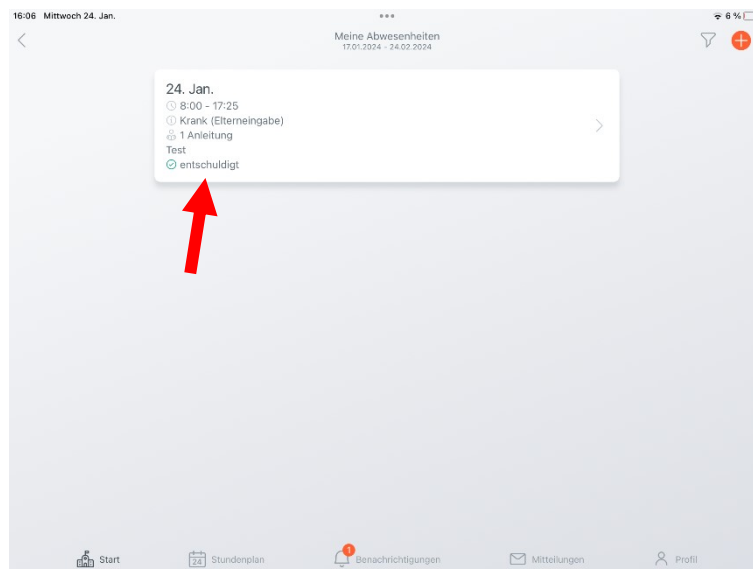 16:06 Mittwoch 24. Jan.
6 %
Meine Abwesenheiten
17.01.2024 - 24.02.2024
24. Jan.
8:00 - 17:25
Krank (Elterneingabe)
1 Anleitung
Test
entschuldigt
Start
24
Stundenplan
1
Benachrichtigungen
Mitteilungen
Profil